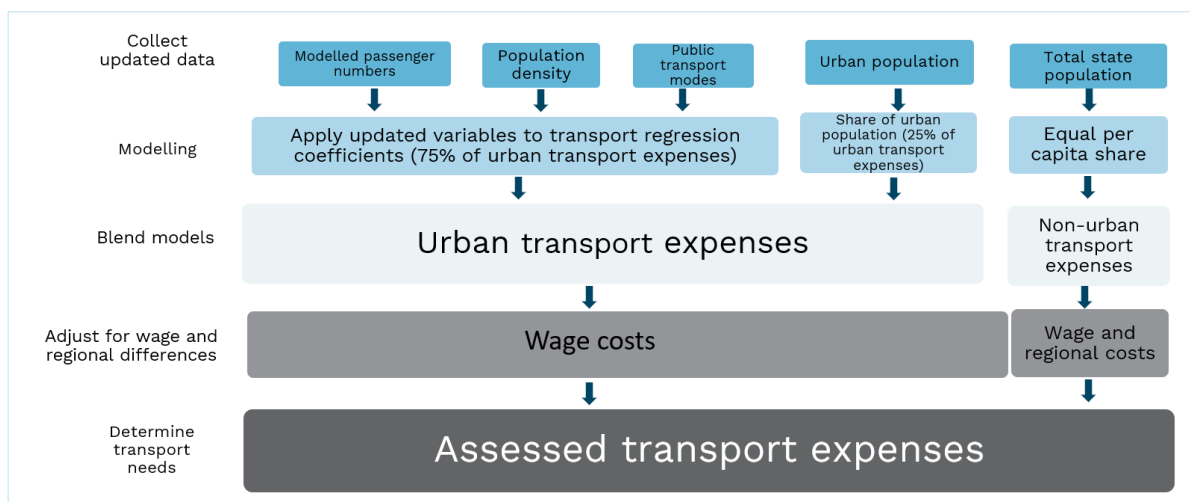 Collect
updated data
Modelled passenger
numbers
Population
density
Public
transport
modes
Urban population
Total state
population
Modelling
Apply updated variables to transport regression
coefficients (75% of urban transport expenses)
Share of urban
population (25% of
urban transport
expenses)
Equal per
capita share
Blend models
Urban transport expenses
Non-urban
transport
expenses
Adjust for wage and
regional differences
Wage costs
Wage and
regional costs
Determine
transport
needs
Assessed transport expenses